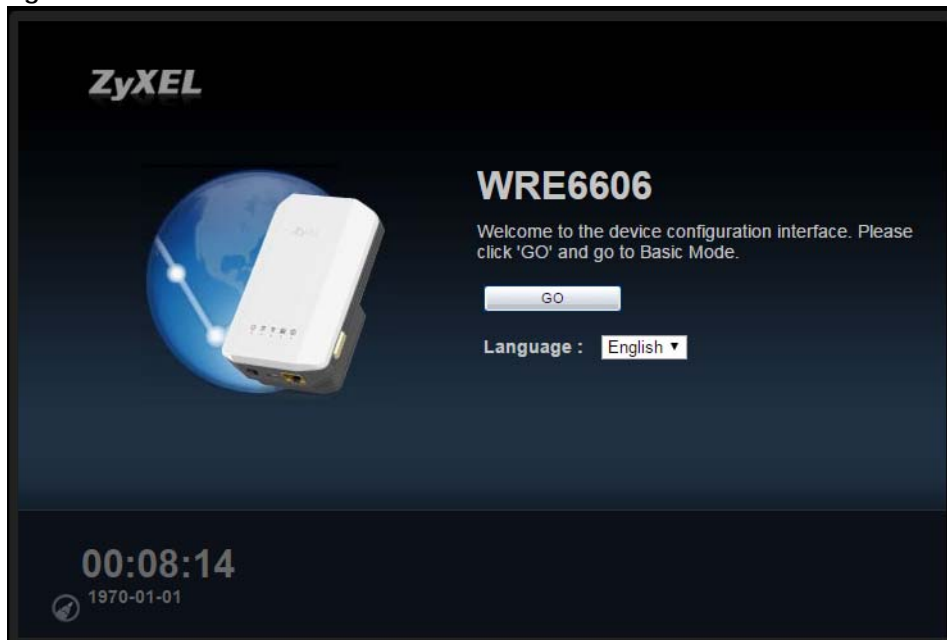 ZyXEL
WRE6606
Welcome to the device configuration interface. Please
click 'GO' and go to Basic Mode.
GO
Language : English
00:08:14
1970-01-01